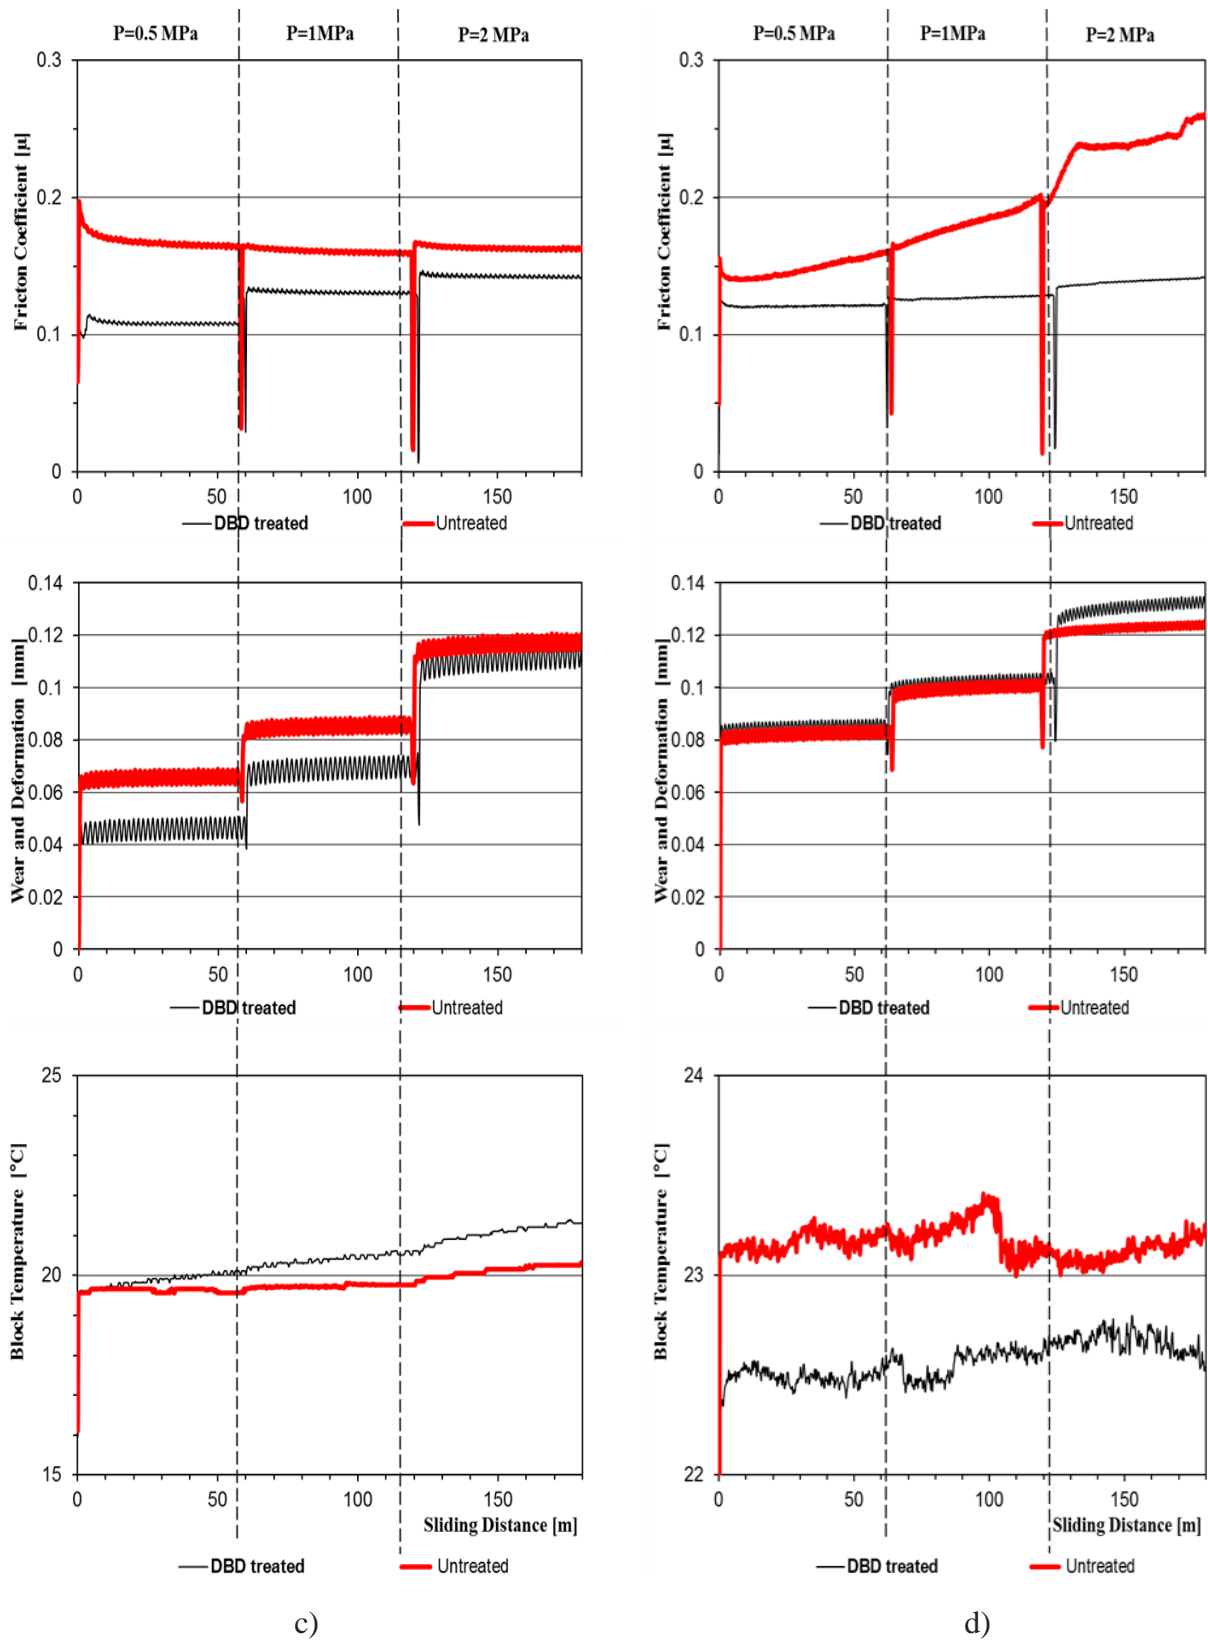 P=0.5 MPa P=1MPa P=2 MPa
0.3
0.2
0.1
0
Fricton Coefficient [µ]
0 50 100 150
DBD treated Untreated
P=0.5 MPa P=1MPa P=2 MPa
0.3
0.2
0.1
0
Fricton Coefficient [µ]
0 50 100 150
DBD treated Untreated
0.14
0.12
0.1
0.08
0.06
0.04
0.02
0
Wear and Deformation [mm]
0 50 100 150
DBD treated Untreated
0.14
0.12
0.1
0.08
0.06
0.04
0.02
0
Wear and Deformation [mm]
0 50 100 150
DBD treated Untreated
25
20
15
Block Temperature [°C]
0 50 100 150
Sliding Distance [m]
DBD treated Untreated
24
23
22
Block Temperature [°C]
0 50 100 150
Sliding Distance [m]
DBD treated Untreated
c) d)